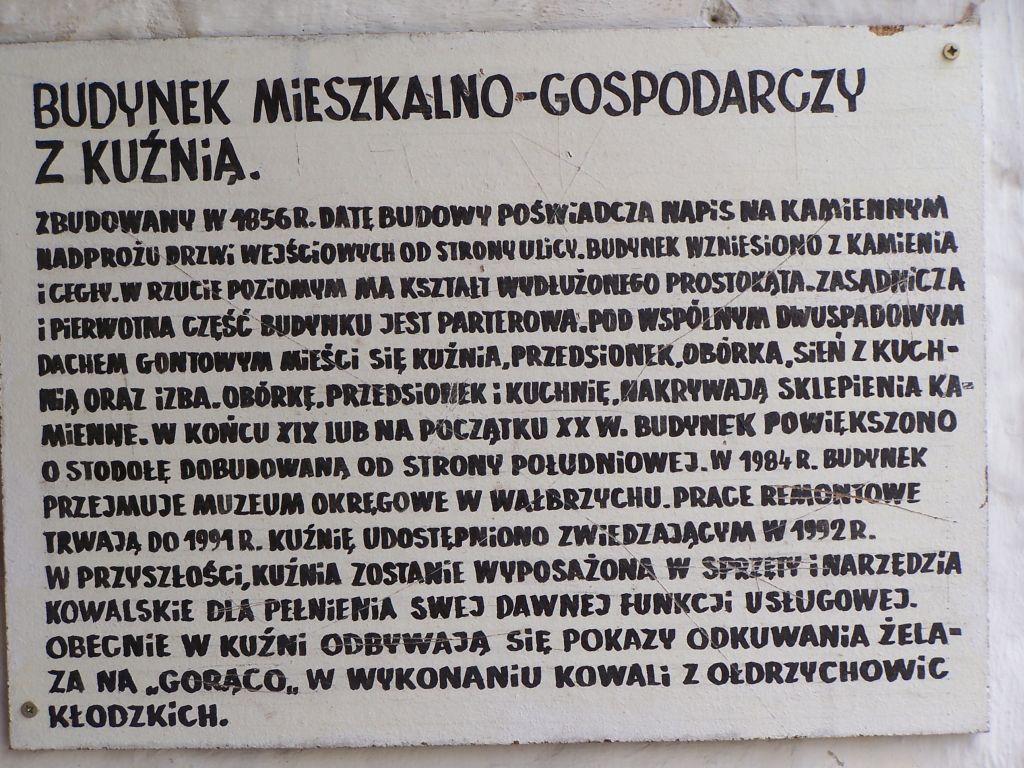 BUDYNEK MIESZKALNO-GOSPODARCZY
Z KUŹNIĄ.
ZBUDOWANY W 1856 R. DATĘ BUDOWY POŚWIADCZA NAPIS NA KAMIENNYM
NADPROŻU DRZWI WEJŚCIOWYCH OD STRONY ULICY. BUDYNEK WZNIESIONO Z KAMIENIA
I CEGŁY. W RZUCIE POZIOMYM MA KSZTAŁT WYDŁUŻONEGO PROSTOKĄTA. ZASADNICZA
I PIERWOTNA CZĘŚĆ BUDYNKU JEST PARTEROWA. POD WSPÓLNYM DWUSPADOWYM
DACHEM GONTOWYM MIEŚCI SIĘ KUŹNIA, PRZEDSIONEK, OBÓRKA, SIEŃ Z KUCH-
NIĄ ORAZ IZBA. OBÓRKĘ, PRZEDSIONEK I KUCHNIĘ, NAKRYWAJĄ SKLEPIENIA KA-
MIENNE. W KOŃCU XIX LUB NA POCZĄTKU XX W. BUDYNEK POWIĘKSZONO
O STODOŁĘ DOBUDOWANĄ OD STRONY POŁUDNIOWEJ. W 1984 R. BUDYNEK
PRZEJMUJE MUZEUM OKRĘGOWE W WAŁBRZYCHU. PRACE REMONTOWE
TRWAJĄ DO 1991 R. KUŹNIĘ UDOSTĘPNIONO ZWIEDZAJĄCYM W 1992 R.
W PRZYSZŁOŚCI, KUŹNIA ZOSTANIE WYPOSAŻONA W SPRZĘTY I NARZĘDZIA
KOWALSKIE DLA PEŁNIENIA SWEJ DAWNEJ FUNKCJI USŁUGOWEJ.
OBECNIE W KUŹNI ODBYWAJĄ SIĘ POKAZY ODKUWANIA ŻELA-
ZA NA „GORĄCO„ W WYKONANIU KOWALI Z OŁDRZYCHOWIC
KŁODZKICH.